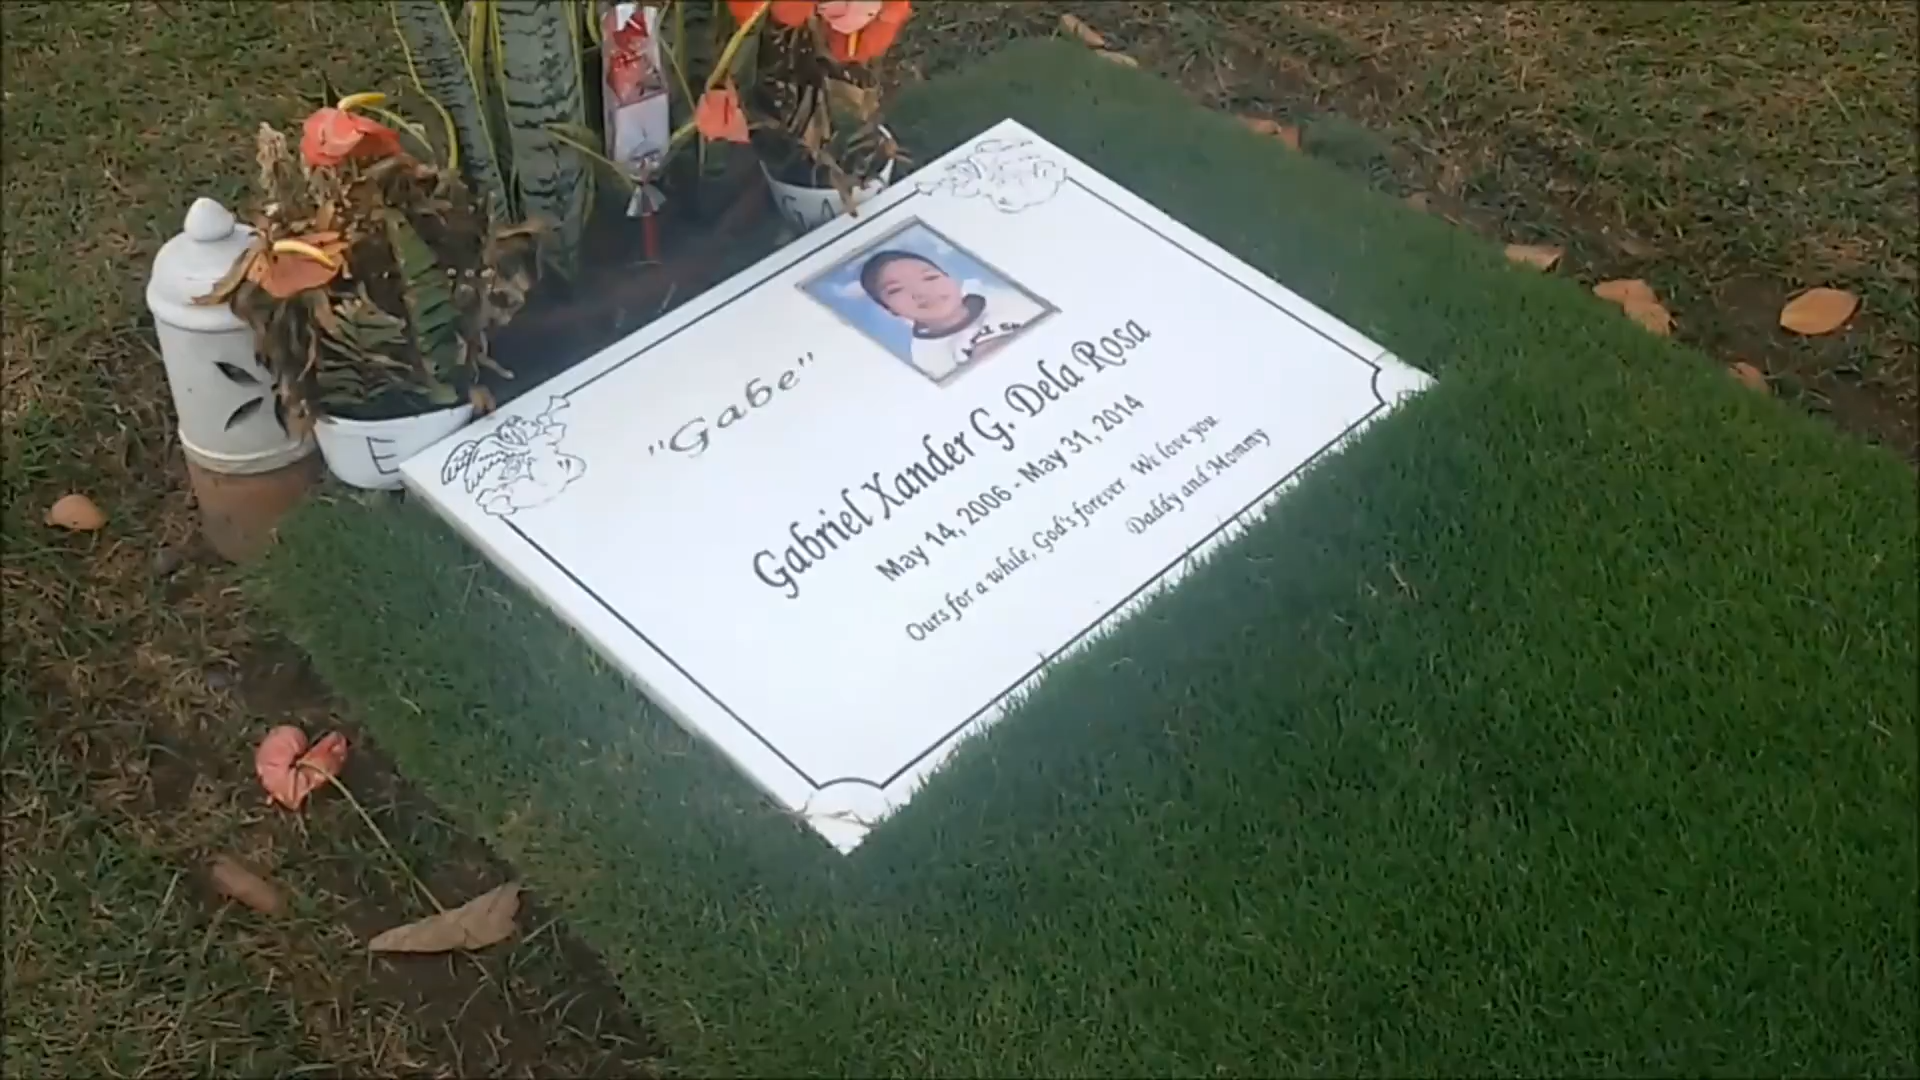 "Gabe"
Gabriel Xander G. Dela Rosa
May 14, 2006 - May 31, 2014
Ours for a while, God's forever. We love you.
Daddy and Mommy
E
GA